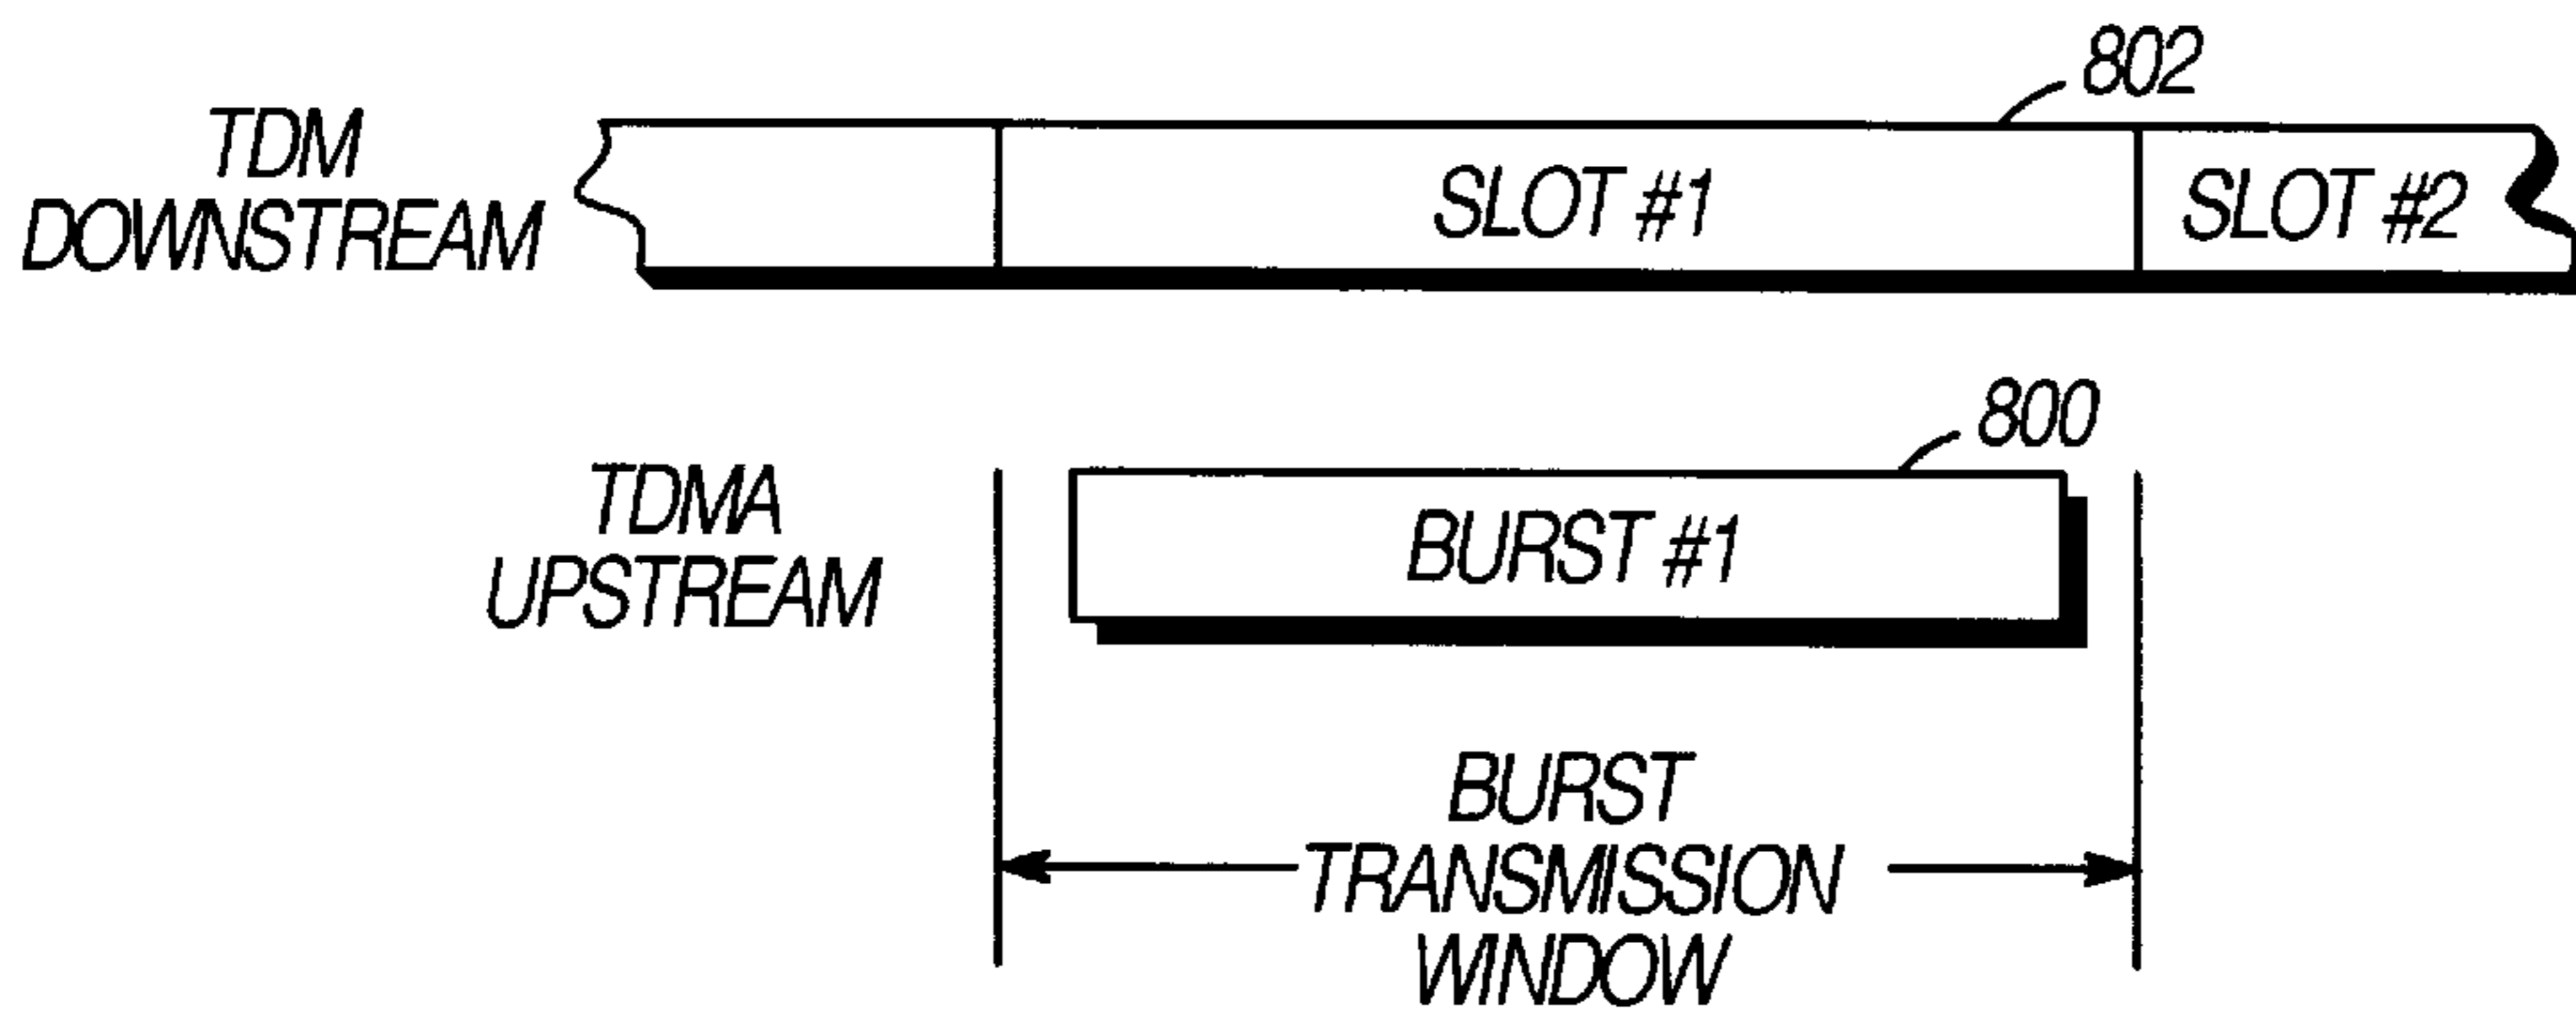 802
TDM
DOWNSTREAM
SLOT #1
SLOT #2
800
TDMA
UPSTREAM
BURST #1
BURST
TRANSMISSION
WINDOW